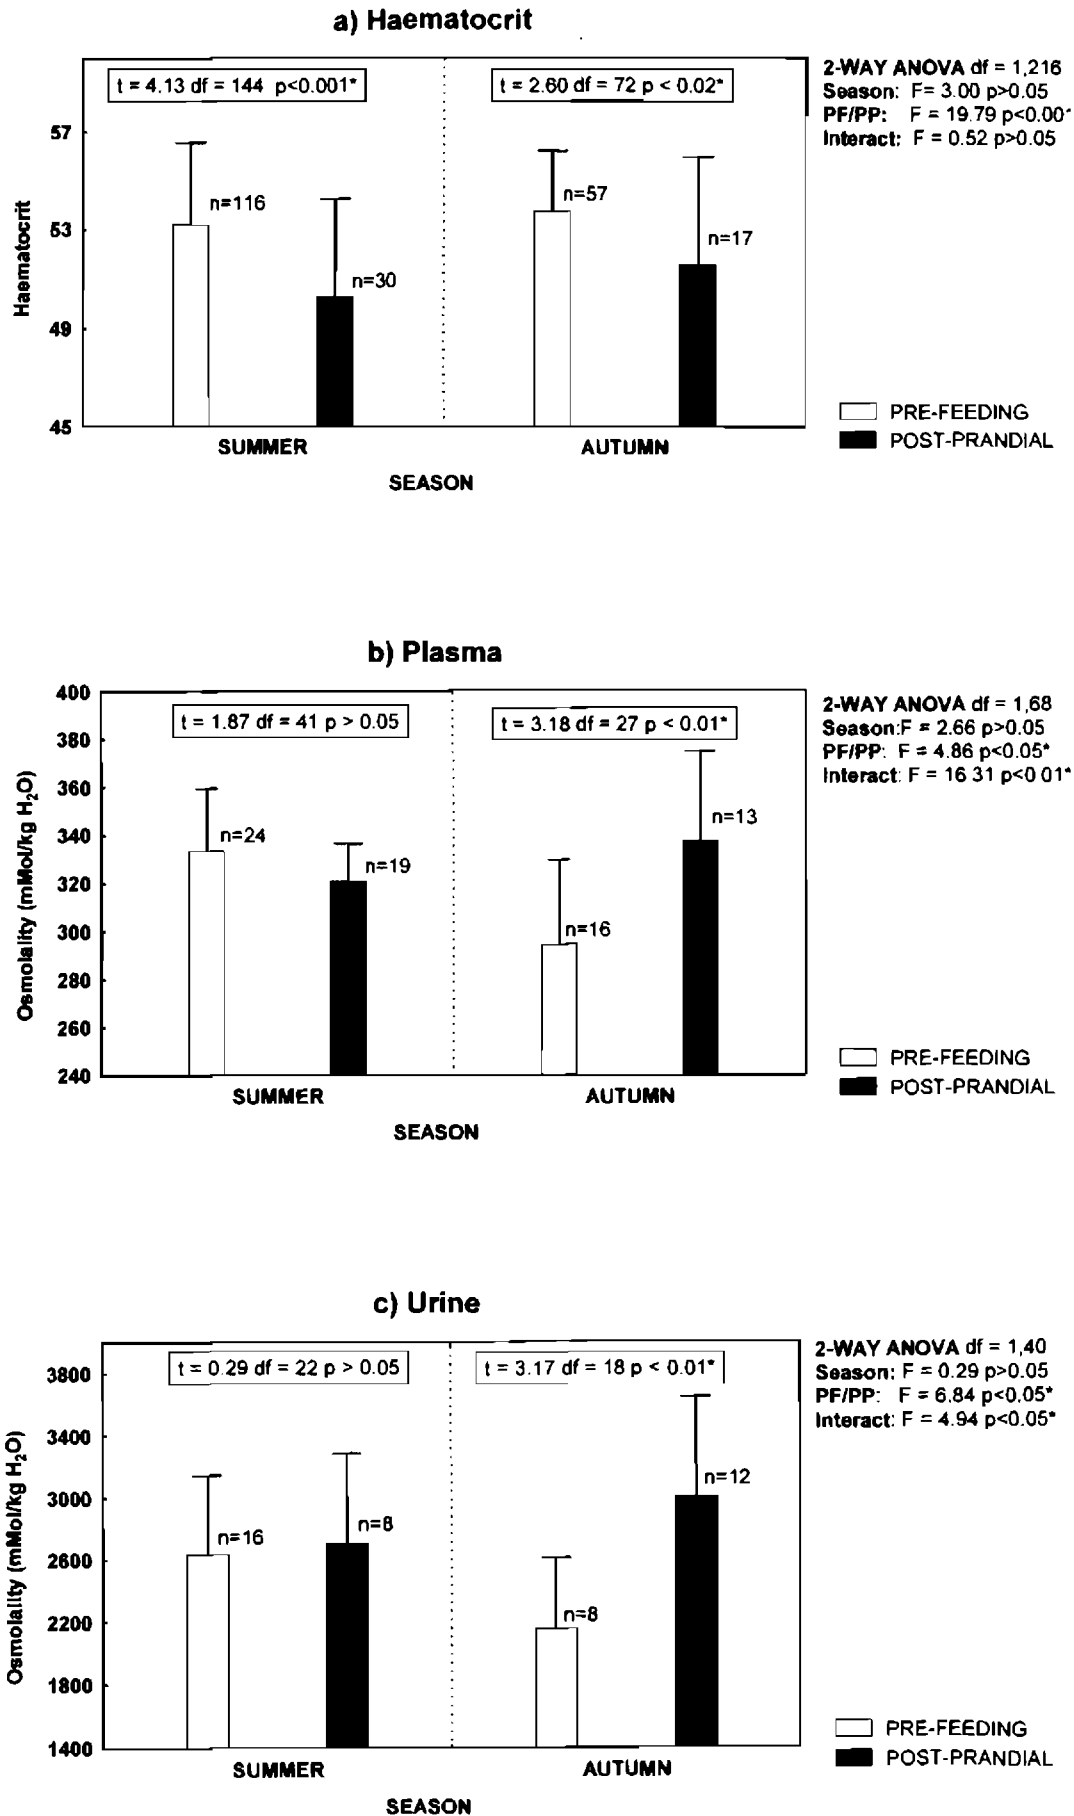 a) Haematocrit
t = 4.13 df = 144 p<0.001*
t = 2.60 df = 72 p < 0.02*
2-WAY ANOVA df = 1,216
Season: F= 3.00 p>0.05
PF/PP: F = 19.79 p<0.00*
Interact: F = 0.52 p>0.05
57
53
49
45
Haematocrit
n=116
n=30
n=57
n=17
PRE-FEEDING
POST-PRANDIAL
SUMMER
AUTUMN
SEASON
b) Plasma
t = 1.87 df = 41 p > 0.05
t = 3.18 df = 27 p < 0.01*
2-WAY ANOVA df = 1,68
Season:F = 2.66 p>0.05
PF/PP: F = 4.86 p<0.05*
Interact: F = 16 31 p<0 01*
400
380
360
340
320
300
280
260
240
Osmolality (mMol/kg H₂O)
n=24
n=19
n=16
n=13
PRE-FEEDING
POST-PRANDIAL
SUMMER
AUTUMN
SEASON
c) Urine
t = 0.29 df = 22 p > 0.05
t = 3.17 df = 18 p < 0.01*
2-WAY ANOVA df = 1,40
Season: F = 0.29 p>0.05
PF/PP: F = 6.84 p<0.05*
Interact: F = 4.94 p<0.05*
3800
3400
3000
2600
2200
1800
1400
Osmolality (mMol/kg H₂O)
n=16
n=8
n=8
n=12
PRE-FEEDING
POST-PRANDIAL
SUMMER
AUTUMN
SEASON